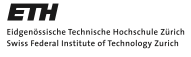 ETH
Eidgenössische Technische Hochschule Zürich
Swiss Federal Institute of Technology Zurich